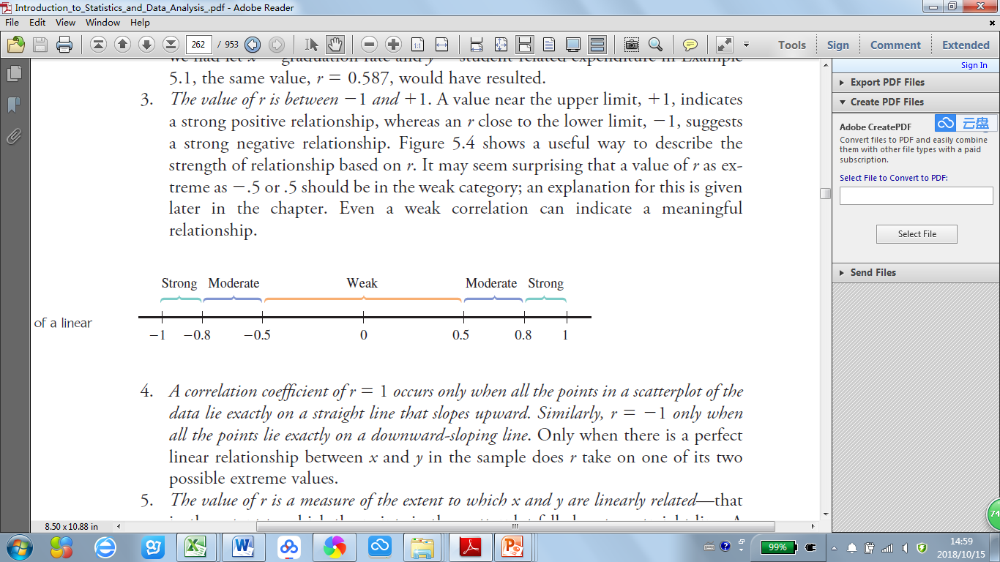 Introduction_to_Statistics_and_Data_Analysis_.pdf - Adobe Reader
File Edit View Window Help
262 / 953
1:1
Tools Sign Comment Extended
Sign In
Export PDF Files
Create PDF Files
Adobe CreatePDF
云盘
Convert files to PDF and easily combine
them with other file types with a paid
subscription.
Select File to Convert to PDF:
Select File
Send Files
5.1, the same value, r = 0.587, would have resulted.
3. The value of r is between −1 and +1. A value near the upper limit, +1, indicates
a strong positive relationship, whereas an r close to the lower limit, −1, suggests
a strong negative relationship. Figure 5.4 shows a useful way to describe the
strength of relationship based on r. It may seem surprising that a value of r as ex-
treme as −.5 or .5 should be in the weak category; an explanation for this is given
later in the chapter. Even a weak correlation can indicate a meaningful
relationship.
Strong Moderate Weak Moderate Strong
of a linear
−1 −0.8 −0.5 0 0.5 0.8 1
4. A correlation coefficient of r = 1 occurs only when all the points in a scatterplot of the
data lie exactly on a straight line that slopes upward. Similarly, r = −1 only when
all the points lie exactly on a downward-sloping line. Only when there is a perfect
linear relationship between x and y in the sample does r take on one of its two
possible extreme values.
5. The value of r is a measure of the extent to which x and y are linearly related—that
8.50 x 10.88 in
74
99%
14:59
2018/10/15